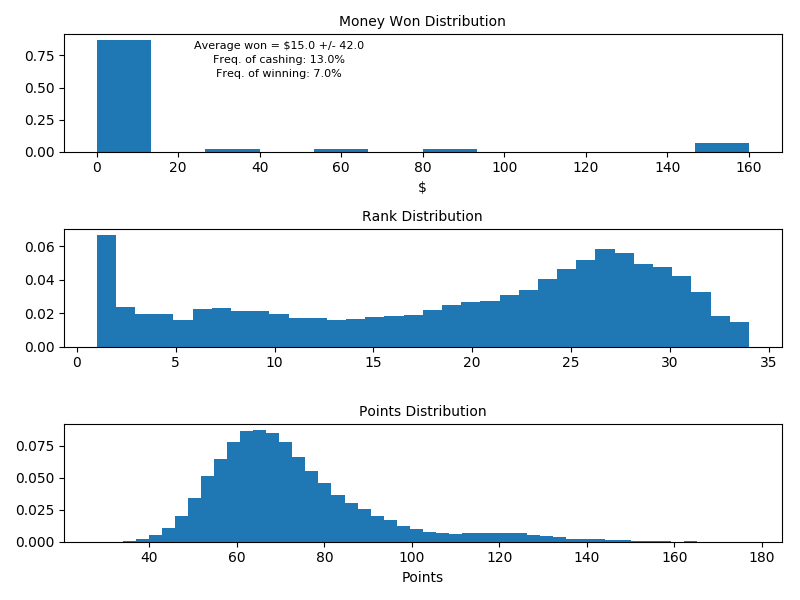 Money Won Distribution
Average won = $15.0 +/- 42.0
Freq. of cashing: 13.0%
Freq. of winning: 7.0%
0.75
0.50
0.25
0.00
0 20 40 60 80 100 120 140 160
$
Rank Distribution
0.06
0.04
0.02
0.00
0 5 10 15 20 25 30 35
Points Distribution
0.075
0.050
0.025
0.000
40 60 80 100 120 140 160 180
Points